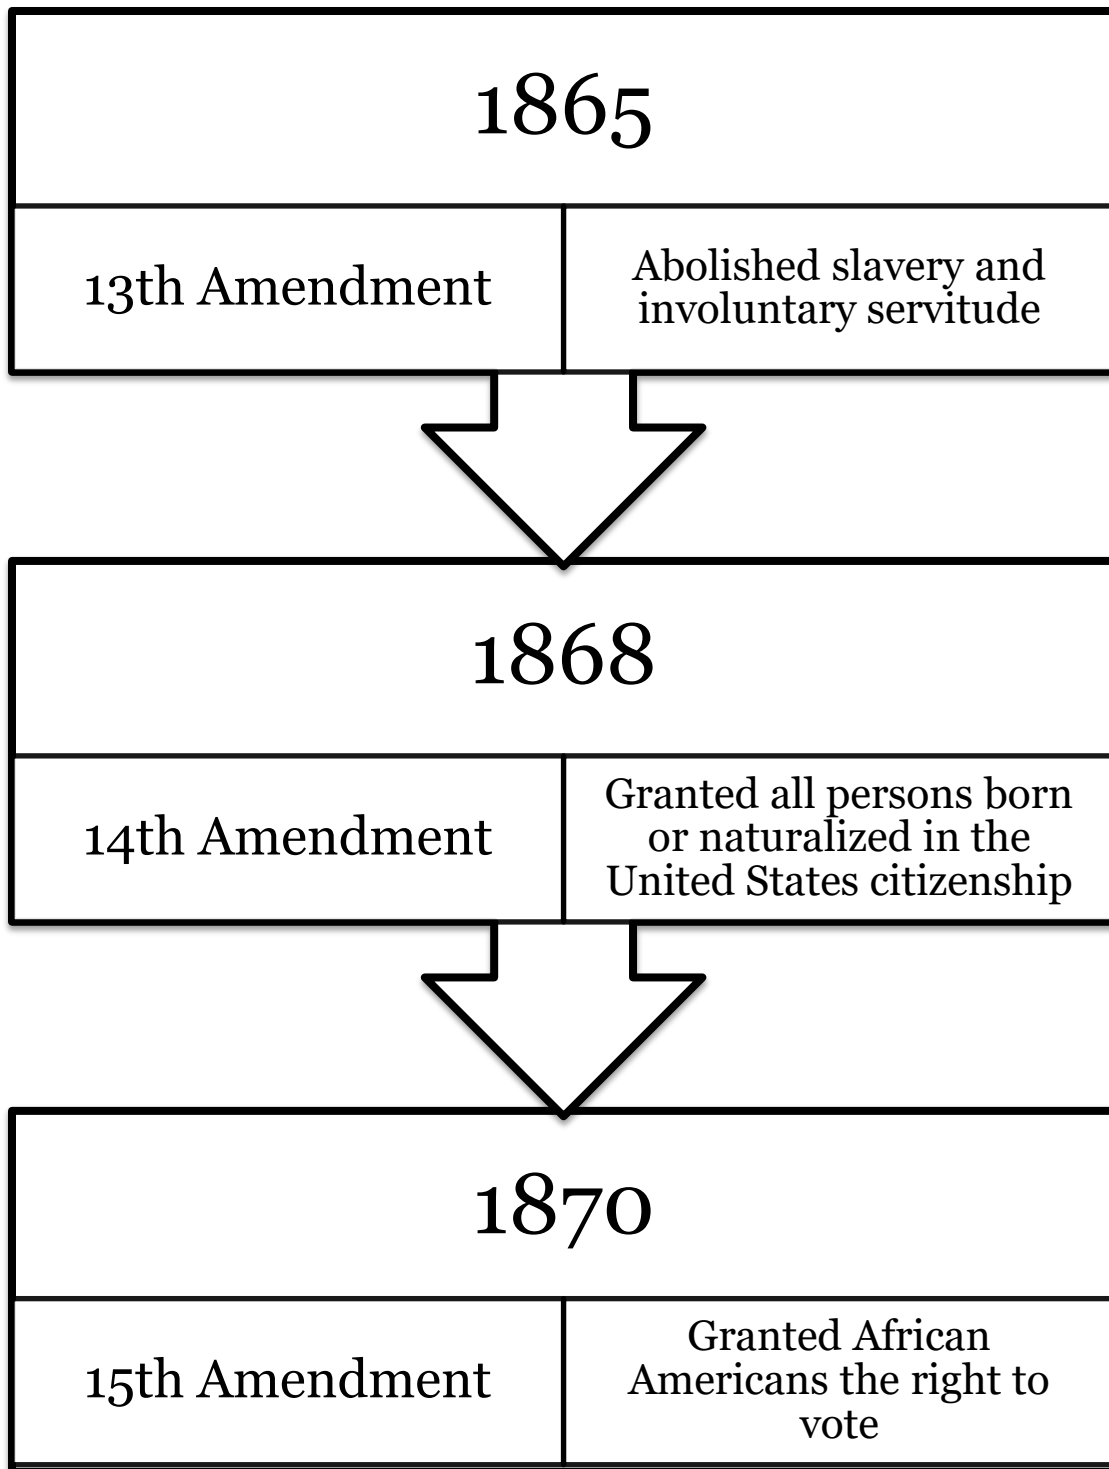 1865
13th Amendment
Abolished slavery and
involuntary servitude
1868
14th Amendment
Granted all persons born
or naturalized in the
United States citizenship
1870
15th Amendment
Granted African
Americans the right to
vote